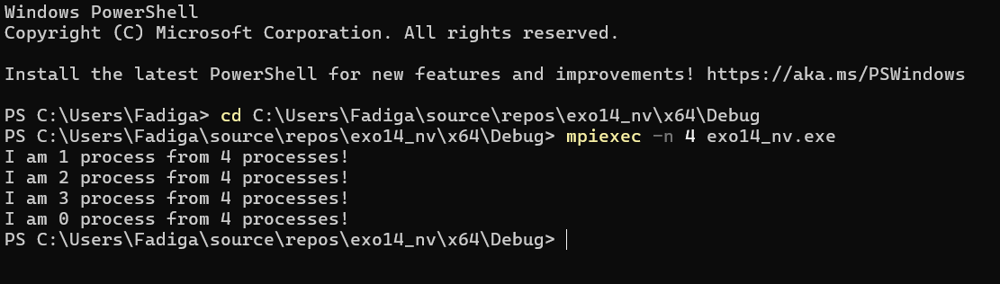 Windows PowerShell
Copyright (C) Microsoft Corporation. All rights reserved.
Install the latest PowerShell for new features and improvements! https://aka.ms/PSWindows
PS C:\Users\Fadiga> cd C:\Users\Fadiga\source\repos\exo14_nv\x64\Debug
PS C:\Users\Fadiga\source\repos\exo14_nv\x64\Debug> mpiexec -n 4 exo14_nv.exe
I am 1 process from 4 processes!
I am 2 process from 4 processes!
I am 3 process from 4 processes!
I am 0 process from 4 processes!
PS C:\Users\Fadiga\source\repos\exo14_nv\x64\Debug>